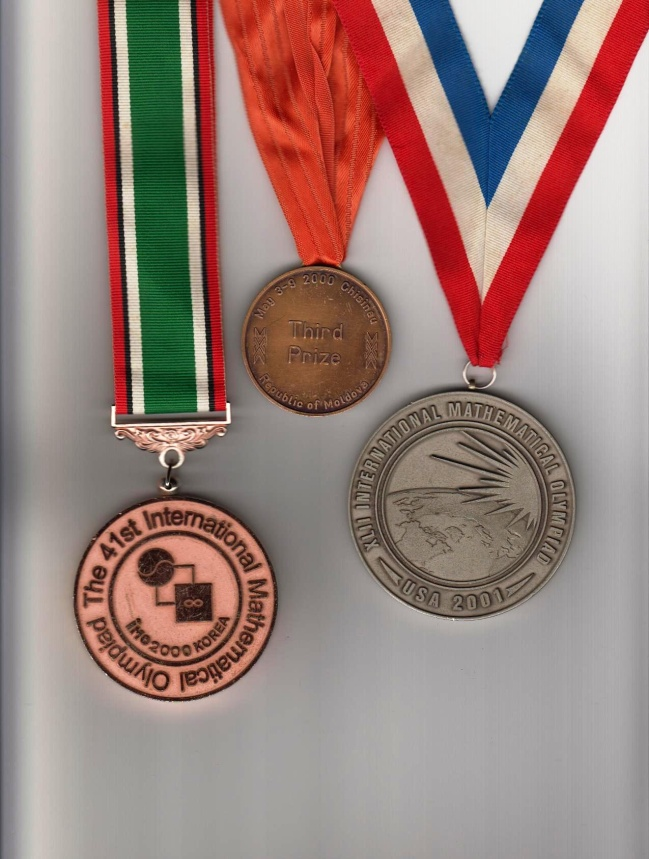 The 41st International Mathematical Olympiad
IMO 2000 KOREA
May 3-9 2000 Chisinau
Third
Prize
Republic of Moldova
XLII INTERNATIONAL MATHEMATICAL OLYMPIAD
USA 2001